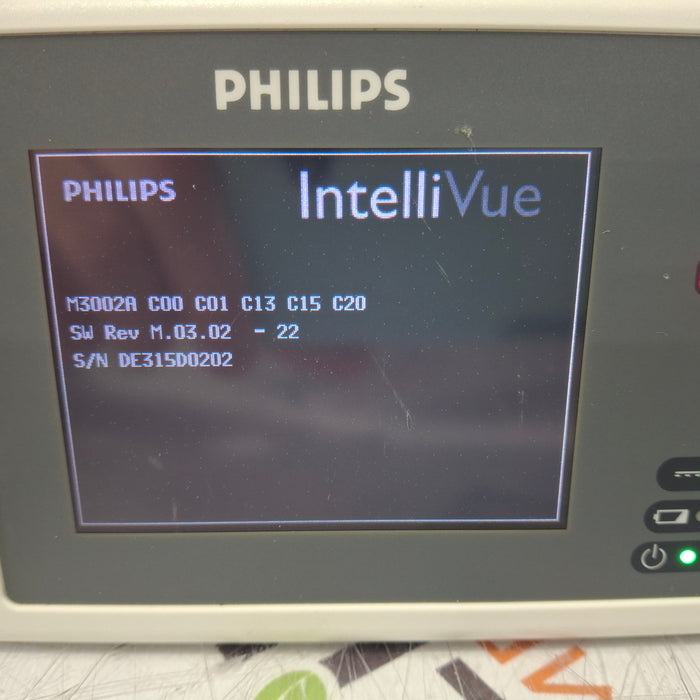 PHILIPS
PHILIPS IntelliVue
M3002A C00 C01 C13 C15 C20
SW Rev M.03.02 - 22
S/N DE315D0202